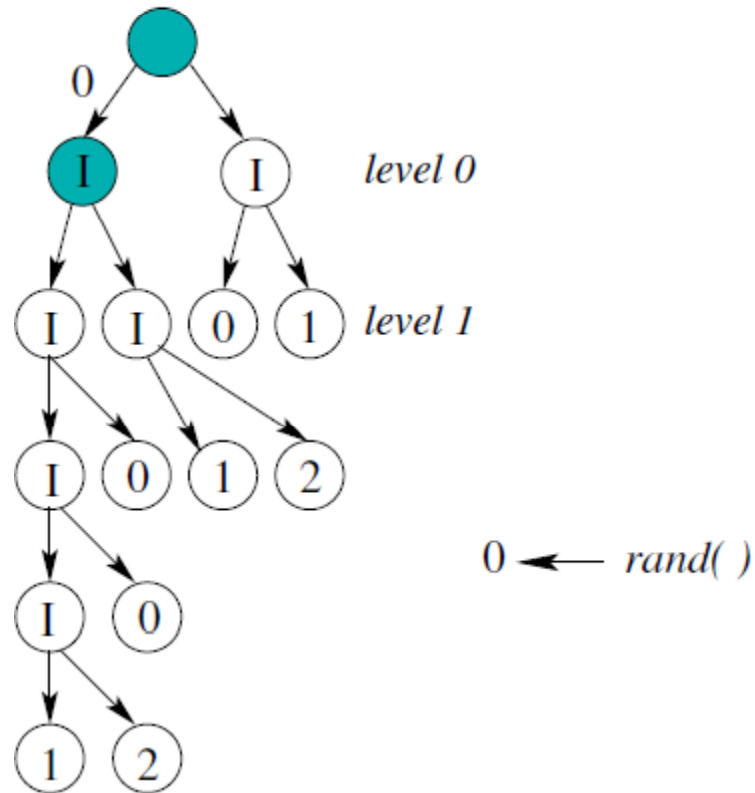 0
I I level 0
I I 0 1 level 1
I 0 1 2
0 rand( )
I 0
1 2